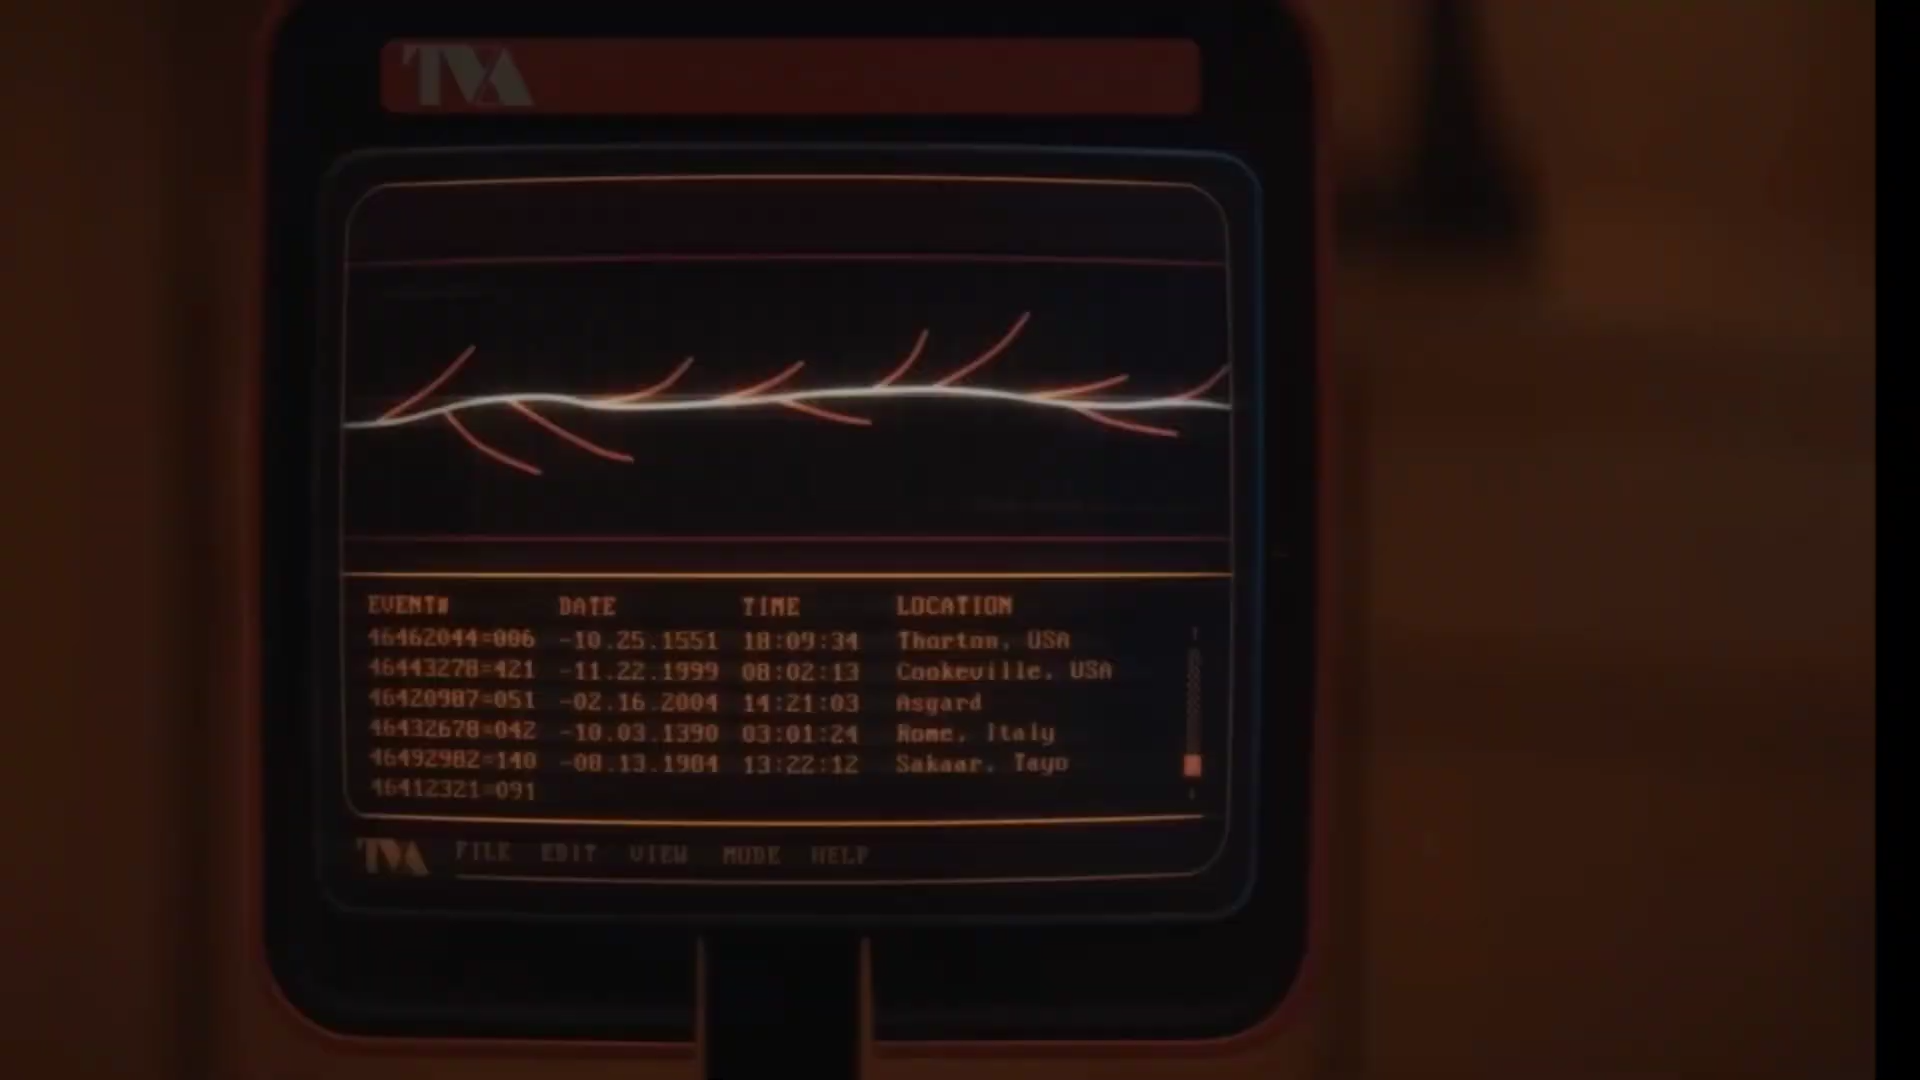 TVA
EVENT# DATE TIME LOCATION
46462044=006 -10.25.1551 18:09:34 Thorton, USA
46443278=421 -11.22.1999 08:02:13 Cookeville, USA
46420987=051 -02.16.2004 14:21:03 Asgard
46432678=042 -10.03.1390 03:01:24 Rome, Italy
46492982=140 -08.13.1984 13:22:12 Sakaar, Tayo
46412321=091
TVA FILE EDIT VIEW MODE HELP